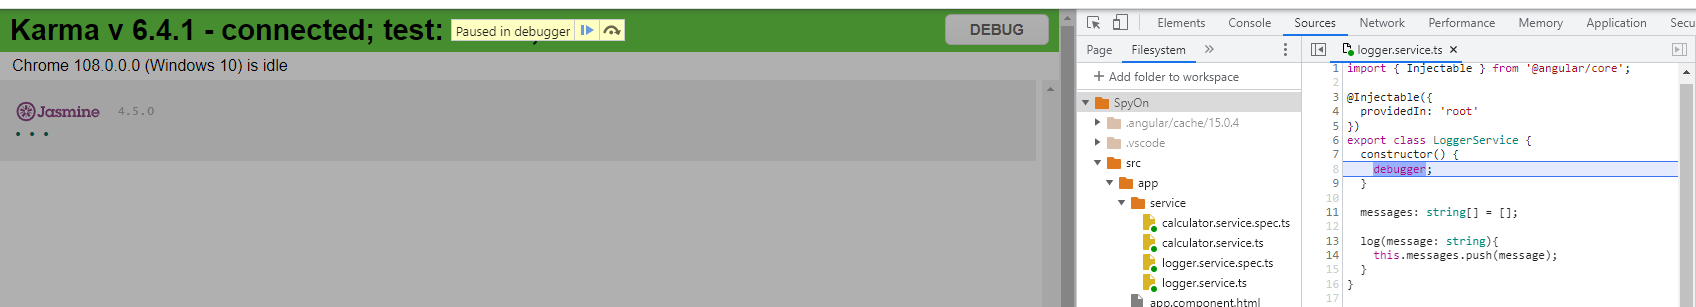 Karma v 6.4.1 - connected; test:
Paused in debugger
DEBUG
Chrome 108.0.0.0 (Windows 10) is idle
Jasmine 4.5.0
Elements Console Sources Network Performance Memory Application Secu
Page Filesystem »
logger.service.ts ×
+ Add folder to workspace
SpyOn
.angular/cache/15.0.4
.vscode
src
app
service
calculator.service.spec.ts
calculator.service.ts
logger.service.spec.ts
logger.service.ts
app.component.html
1 import { Injectable } from '@angular/core';
2
3 @Injectable({
4 providedIn: 'root'
5 })
6 export class LoggerService {
7 constructor() {
8 debugger;
9 }
10
11 messages: string[] = [];
12
13 log(message: string){
14 this.messages.push(message);
15 }
16 }
17